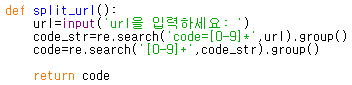 def split_url():
    url=input('url을 입력하세요: ')
    code_str=re.search('code=[0-9]*',url).group()
    code=re.search('[0-9]+',code_str).group()
    return code